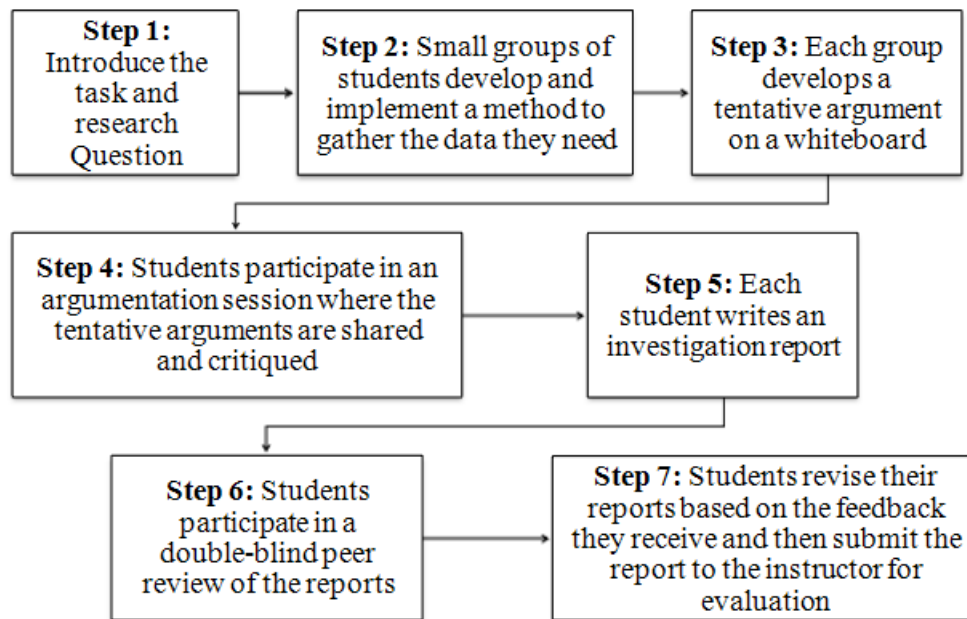 Step 1:
Introduce the
task and
research
Question
Step 2: Small groups of
students develop and
implement a method to
gather the data they need
Step 3: Each group
develops a
tentative argument
on a whiteboard
Step 4: Students participate in an
argumentation session where the
tentative arguments are shared
and critiqued
Step 5: Each
student writes an
investigation report
Step 6: Students
participate in a
double-blind peer
review of the reports
Step 7: Students revise their
reports based on the feedback
they receive and then submit the
report to the instructor for
evaluation